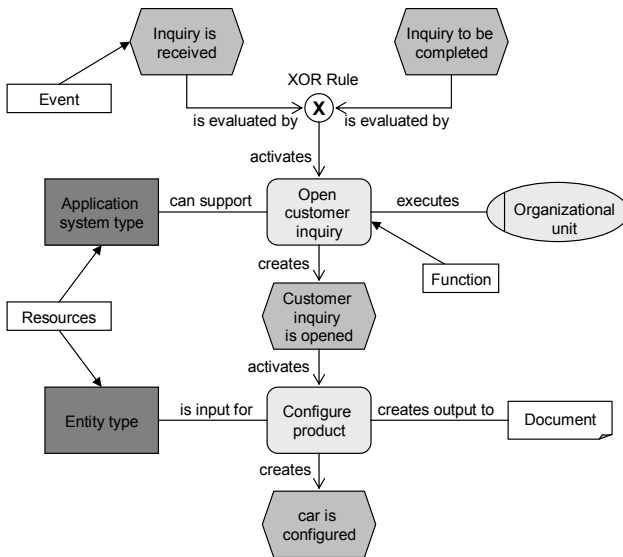 Inquiry is
received
Inquiry to be
completed
XOR Rule
Event
X
is evaluated by
is evaluated by
activates
Application
system type
can support
Open
customer
inquiry
executes
Organizational
unit
creates
Function
Resources
Customer
inquiry
is opened
activates
Entity type
is input for
Configure
product
creates output to
Document
creates
car is
configured